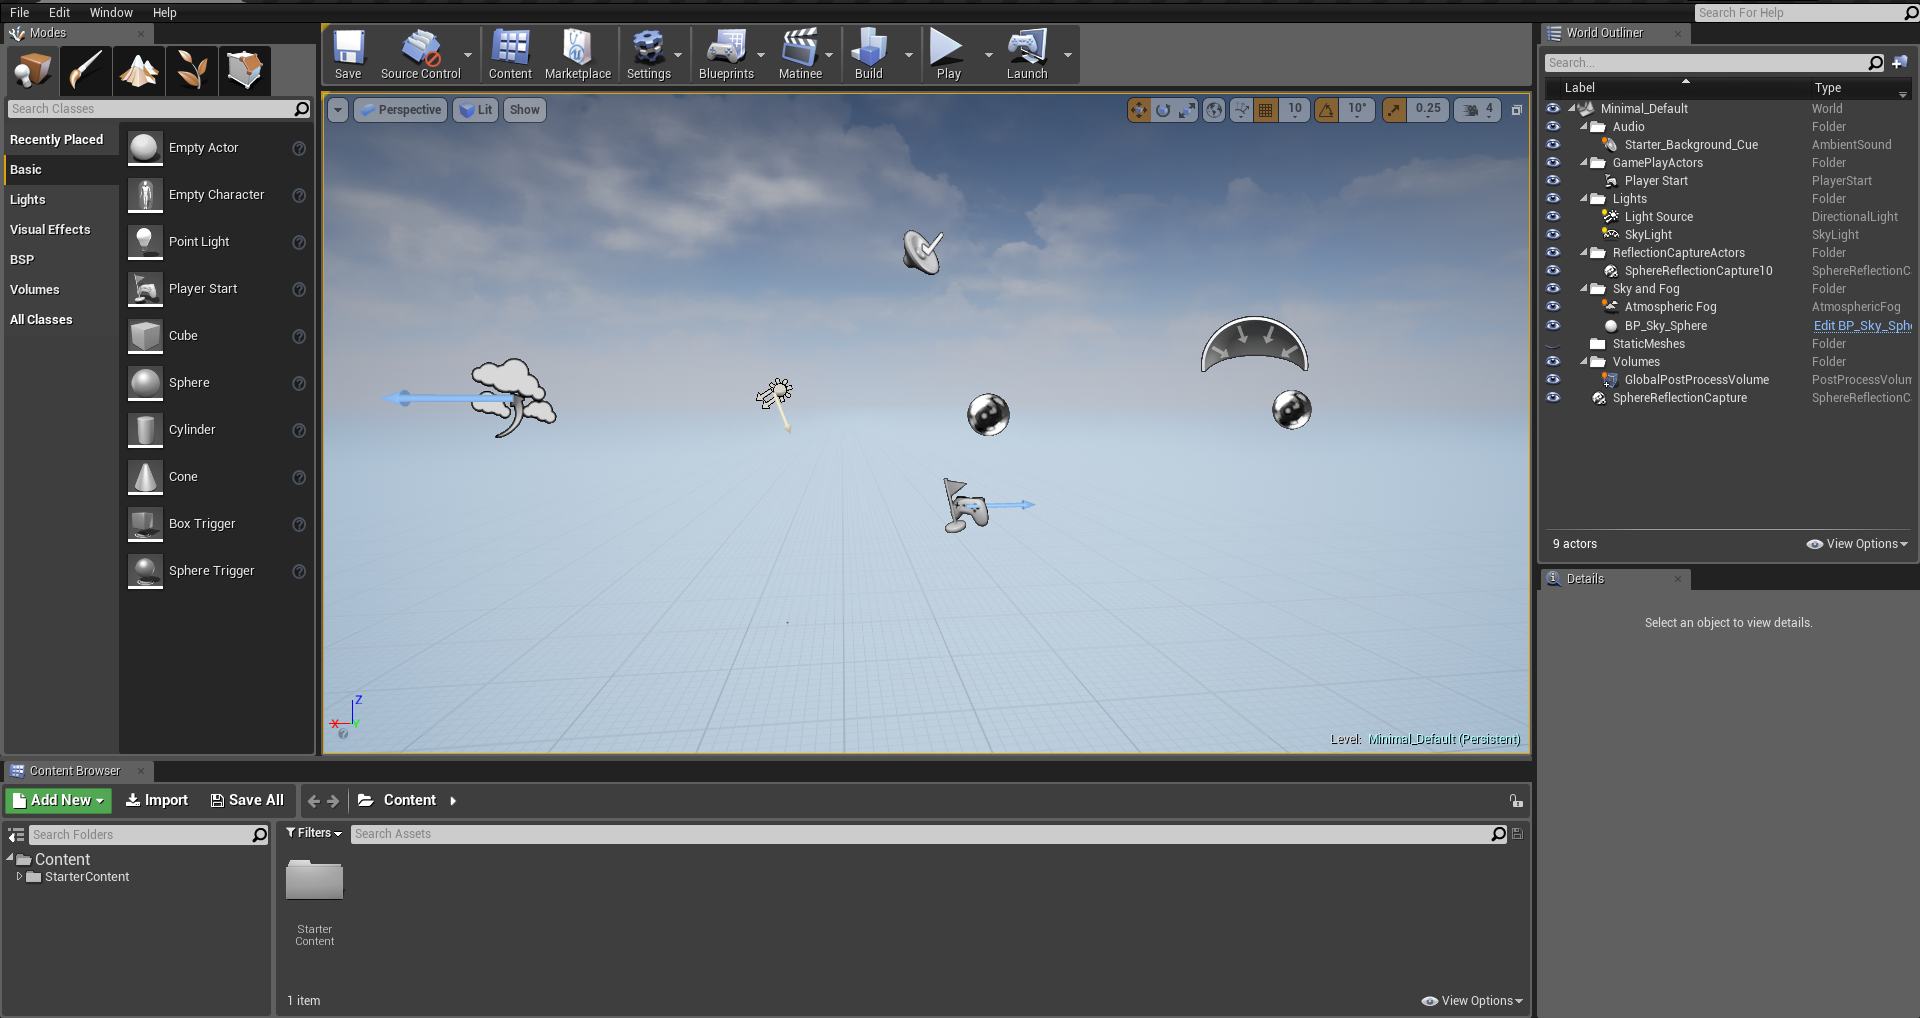 File Edit Window Help
Search For Help
Modes
Search Classes
Recently Placed
Basic
Lights
Visual Effects
BSP
Volumes
All Classes
Empty Actor
Empty Character
Point Light
Player Start
Cube
Sphere
Cylinder
Cone
Box Trigger
Sphere Trigger
Save Source Control Content Marketplace Settings Blueprints Matinee Build Play Launch
Perspective Lit Show
10 10° 0.25 4
Z
X Y
Level: Minimal_Default (Persistent)
World Outliner
Search...
Label Type
Minimal_Default World
Audio Folder
Starter_Background_Cue AmbientSound
GamePlayActors Folder
Player Start PlayerStart
Lights Folder
Light Source DirectionalLight
SkyLight SkyLight
ReflectionCaptureActors Folder
SphereReflectionCapture10 SphereReflectionC
Sky and Fog Folder
Atmospheric Fog AtmosphericFog
BP_Sky_Sphere Edit BP_Sky_Sph
StaticMeshes Folder
Volumes Folder
GlobalPostProcessVolume PostProcessVolum
SphereReflectionCapture SphereReflectionC
9 actors View Options
Details
Select an object to view details.
Content Browser
Add New Import Save All Content
Search Folders
Content
StarterContent
Filters Search Assets
Starter
Content
1 item View Options